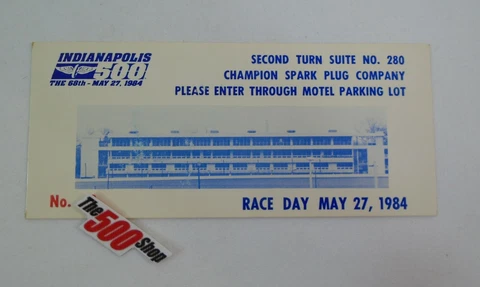 INDIANAPOLIS
500
THE 68th - MAY 27, 1984
SECOND TURN SUITE NO. 280
CHAMPION SPARK PLUG COMPANY
PLEASE ENTER THROUGH MOTEL PARKING LOT
No.
The
500
Shop
RACE DAY MAY 27, 1984